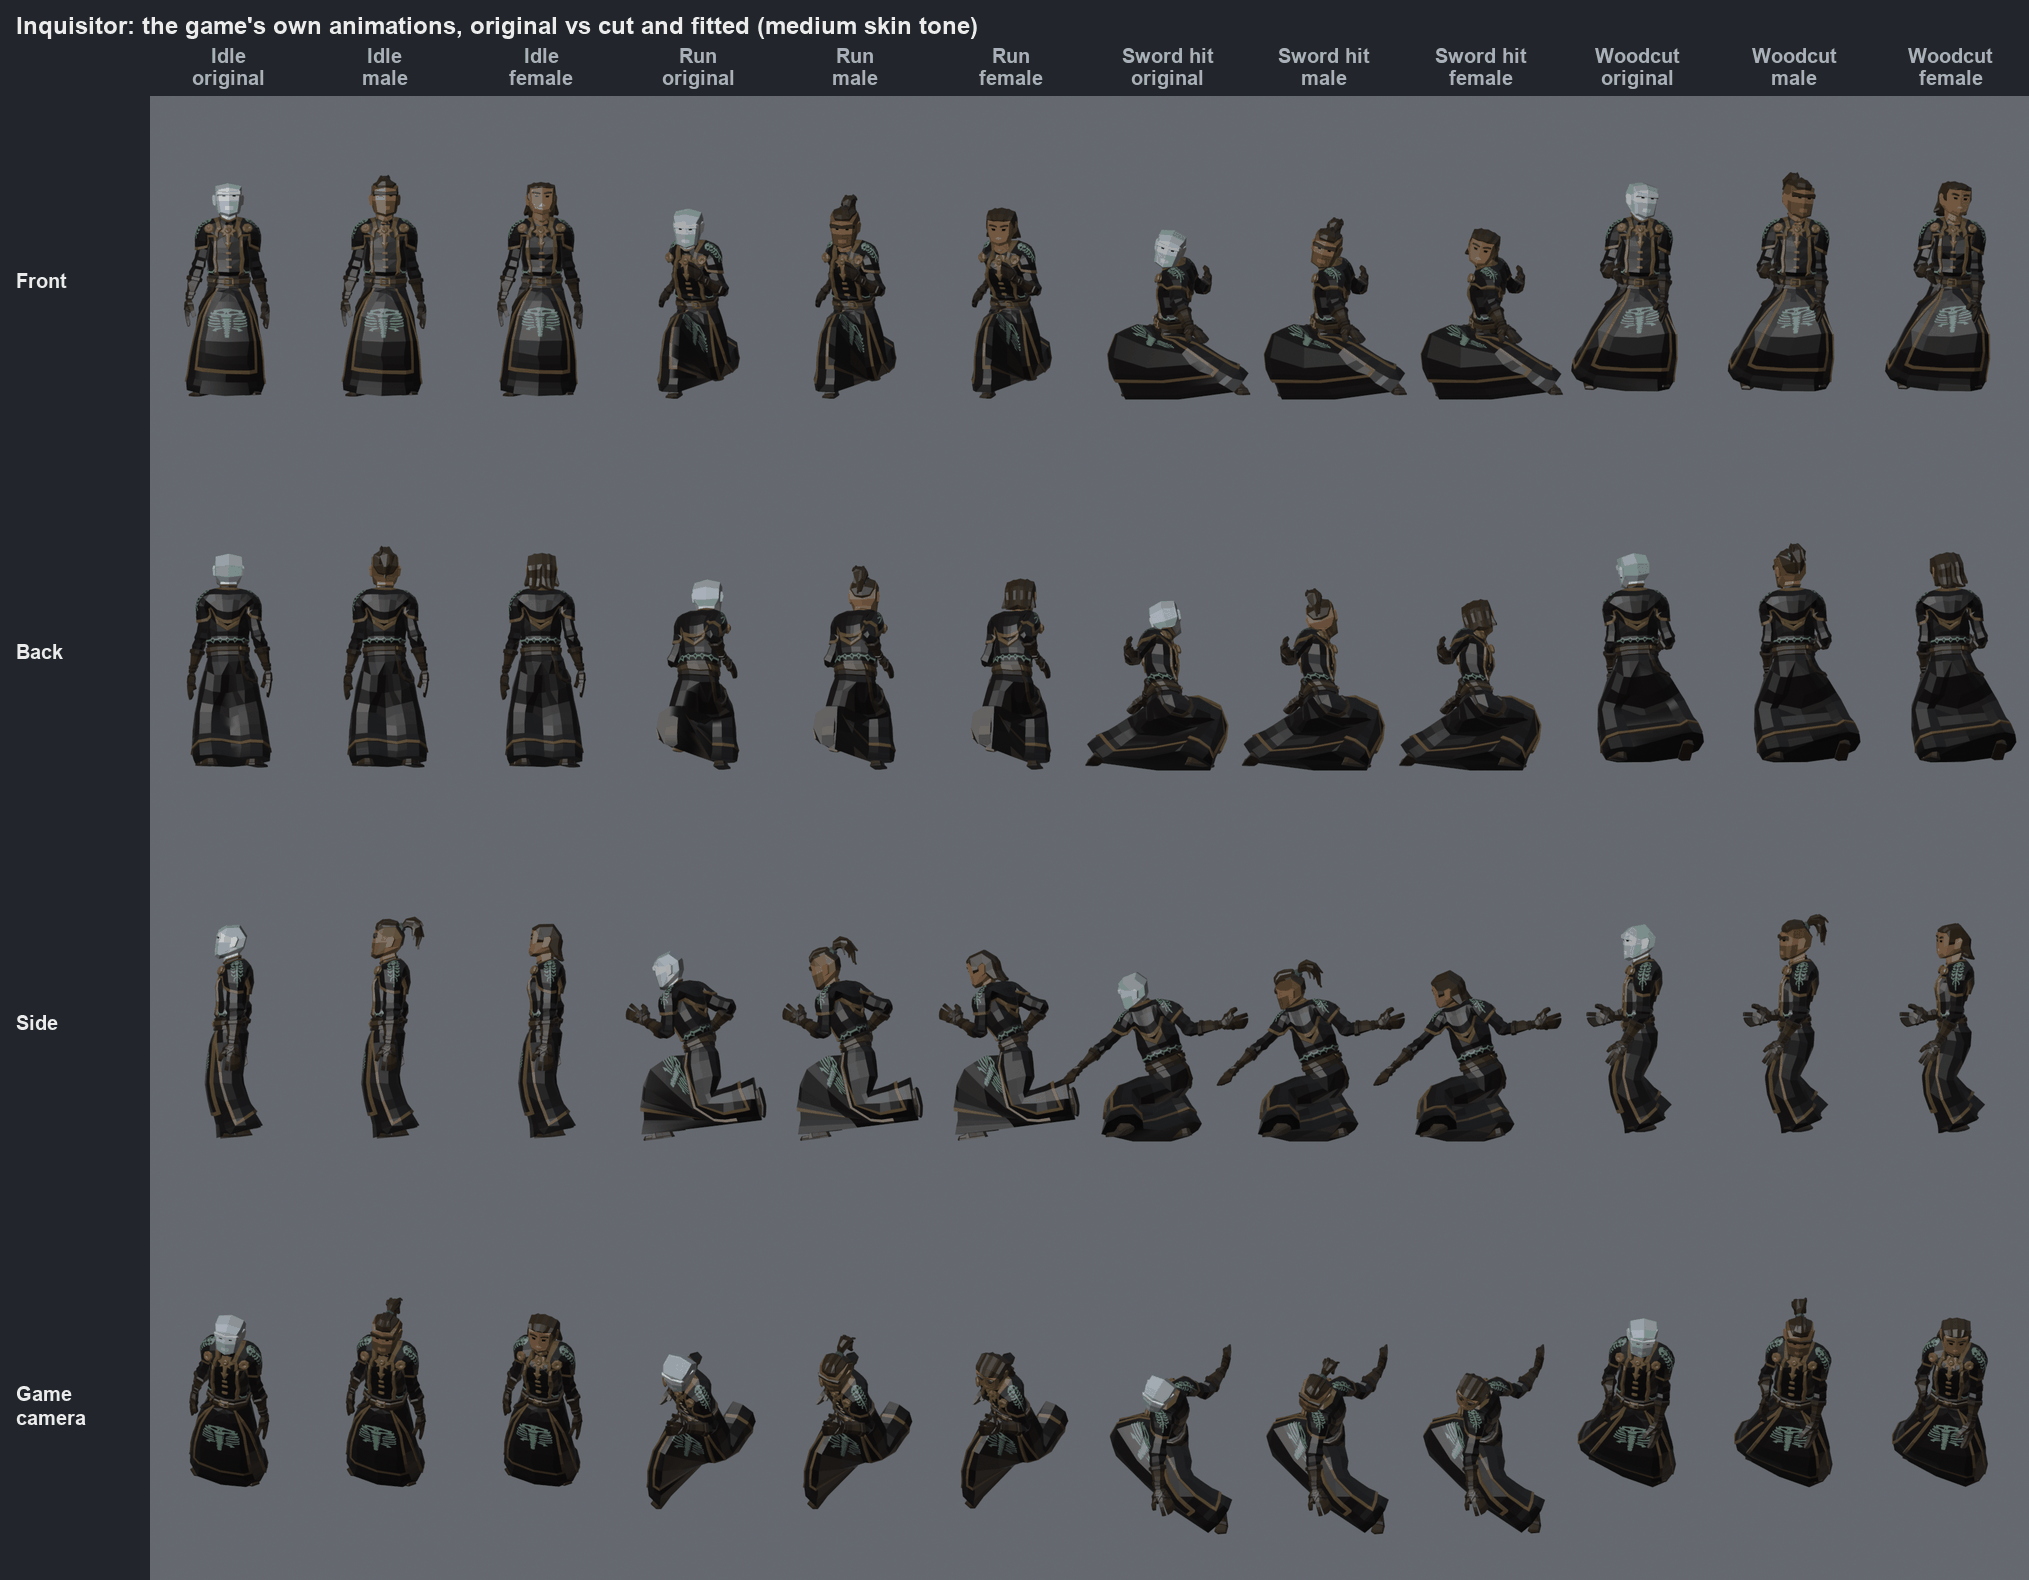 Inquisitor: the game's own animations, original vs cut and fitted (medium skin tone)
Idle original
Idle male
Idle female
Run original
Run male
Run female
Sword hit original
Sword hit male
Sword hit female
Woodcut original
Woodcut male
Woodcut female
Front
Back
Side
Game
camera